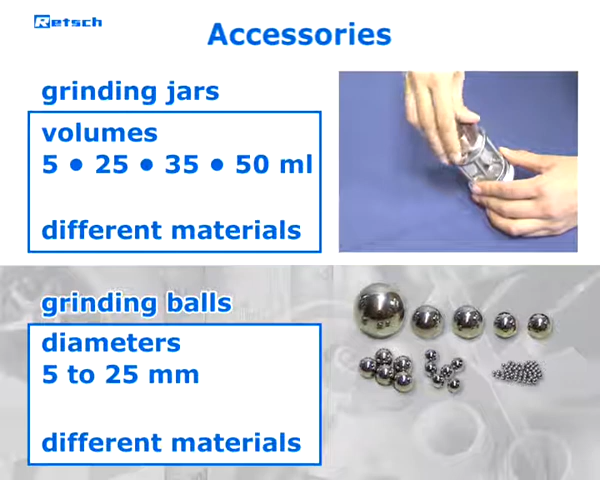 Retsch
Accessories
grinding jars
volumes
5 • 25 • 35 • 50 ml
different materials
grinding balls
diameters
5 to 25 mm
different materials